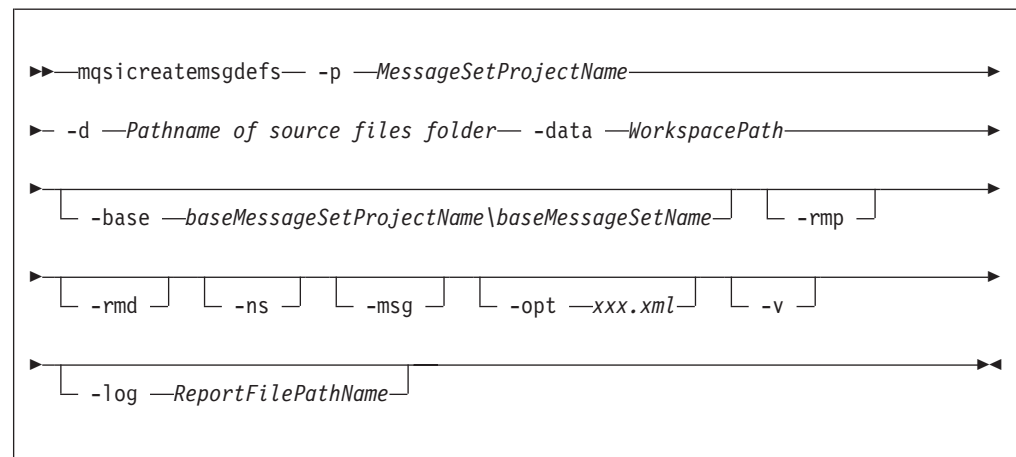 mqsicreatemsgdefs -p MessageSetProjectName
-d Pathname of source files folder -data WorkspacePath
-base baseMessageSetProjectName\baseMessageSetName -rmp
-rmd -ns -msg -opt xxx.xml -v
-log ReportFilePathName